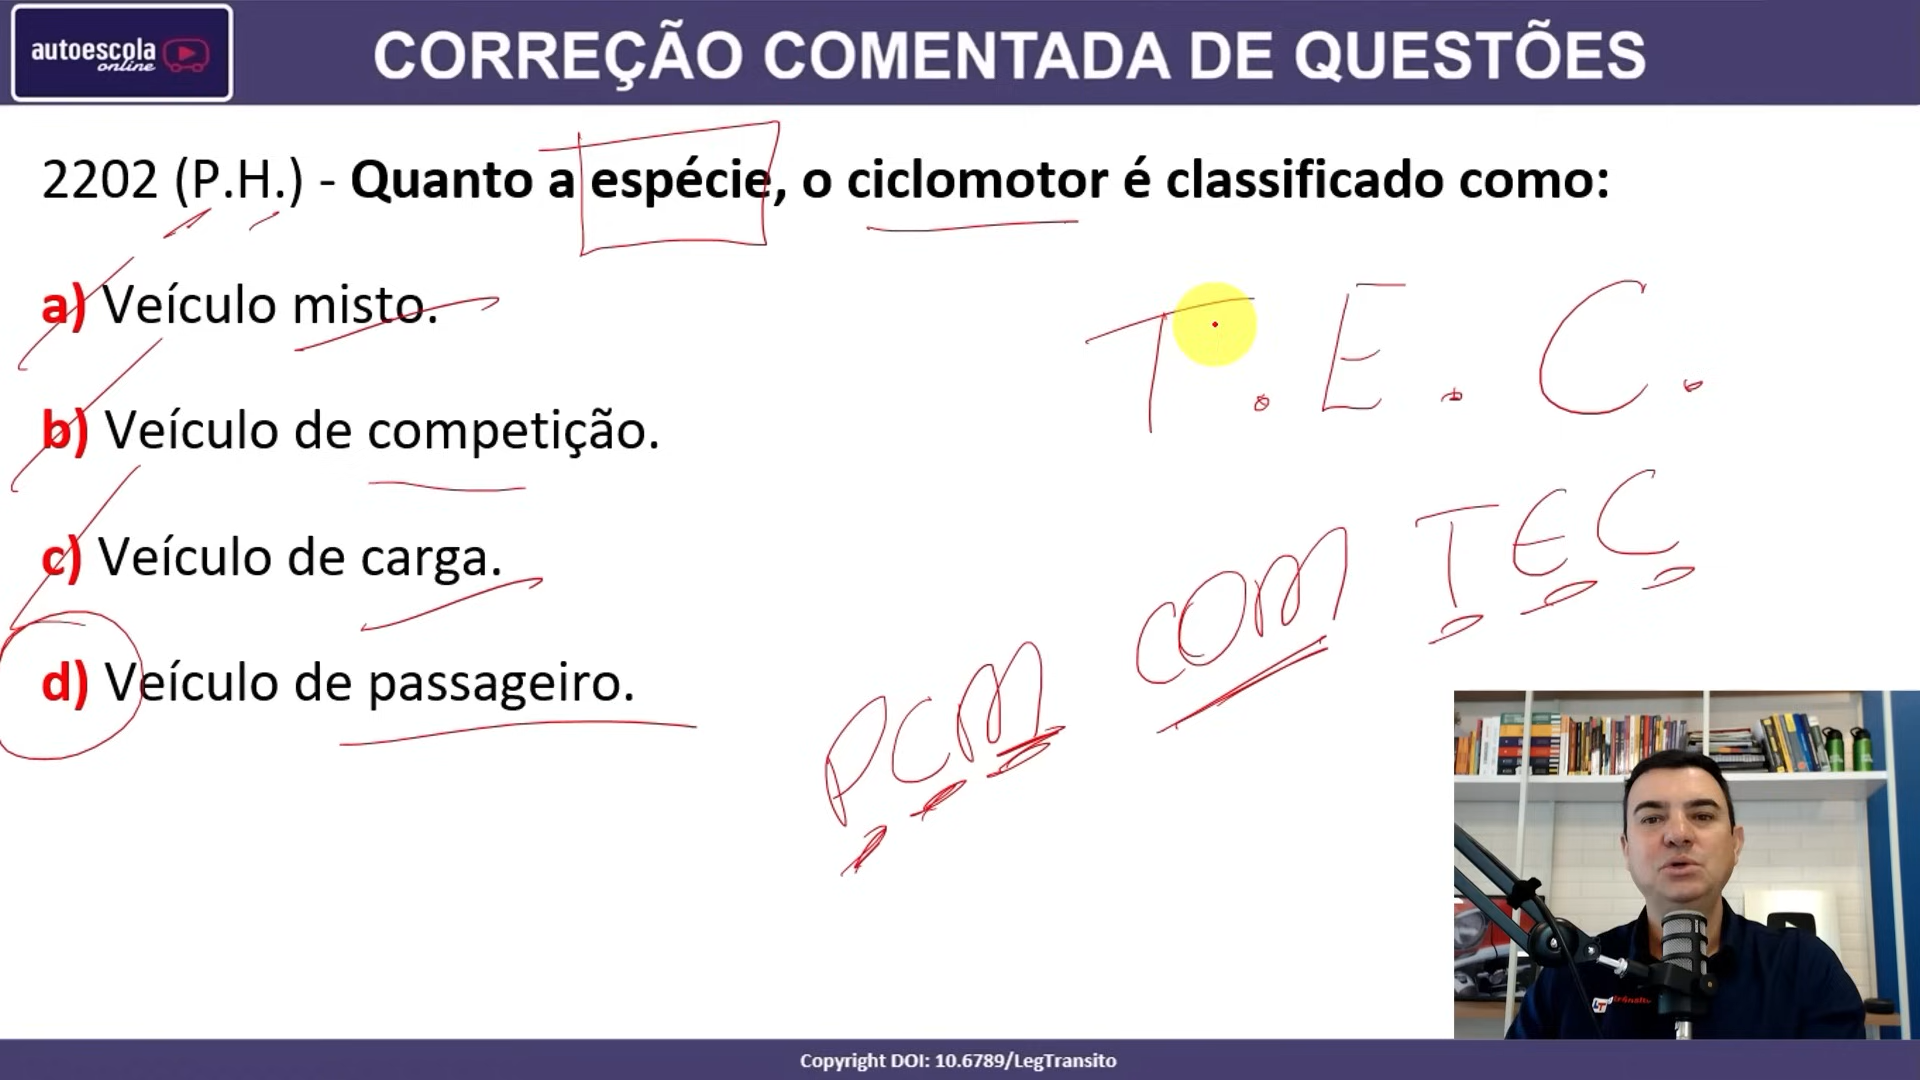 autoescola
online
CORREÇÃO COMENTADA DE QUESTÕES
2202 (P.H.) - Quanto a espécie, o ciclomotor é classificado como:
a) Veículo misto.
T.E.C.
b) Veículo de competição.
c) Veículo de carga.
PCM COM TEC
d) Veículo de passageiro.
Copyright DOI: 10.6789/LegTransito